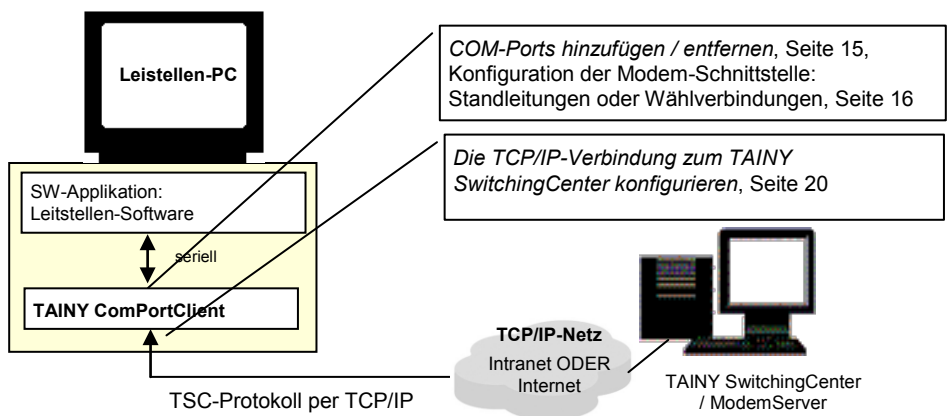 Leistellen-PC
COM-Ports hinzufügen / entfernen, Seite 15,
Konfiguration der Modem-Schnittstelle:
Standleitungen oder Wählverbindungen, Seite 16
Die TCP/IP-Verbindung zum TAINY
SwitchingCenter konfigurieren, Seite 20
SW-Applikation:
Leitstellen-Software
seriell
TAINY ComPortClient
TCP/IP-Netz
Intranet ODER
Internet
TSC-Protokoll per TCP/IP
TAINY SwitchingCenter
/ ModemServer